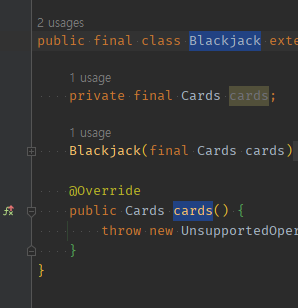 2 usages
public final class Blackjack exte
1 usage
private final Cards cards;
1 usage
Blackjack(final Cards cards)
@Override
public Cards cards() {
throw new UnsupportedOper
}
}